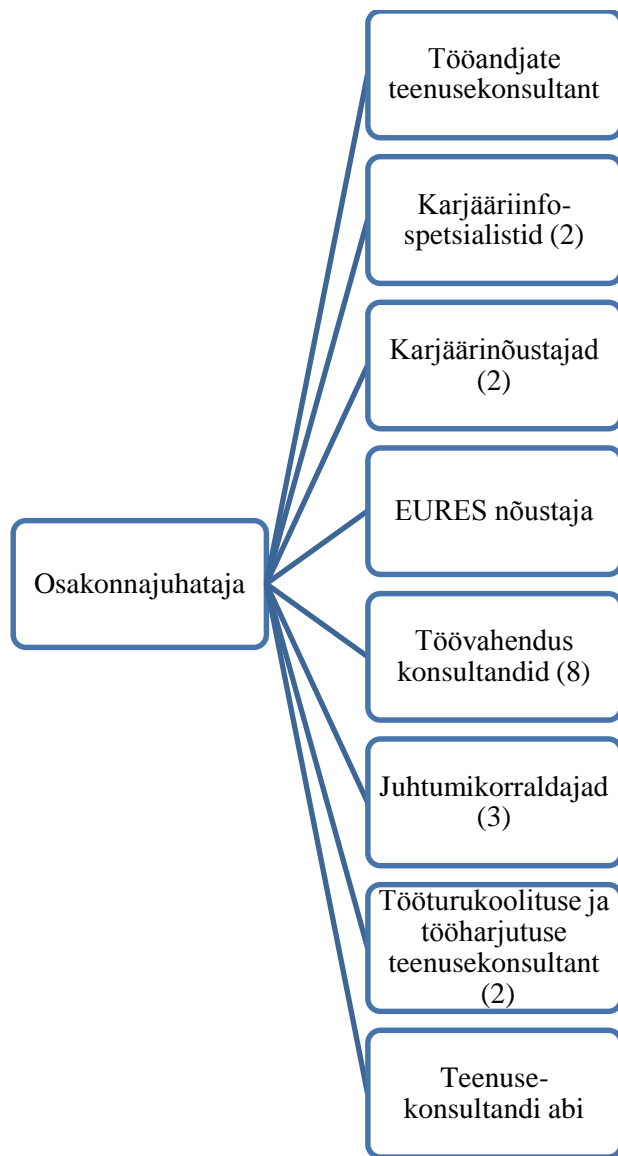 Tööandjate
teenusekonsultant
Karjääriinfo-
spetsialistid (2)
Karjäärinõustajad
(2)
EURES nõustaja
Osakonnajuhataja
Töövahendus
konsultandid (8)
Juhtumikorraldajad
(3)
Tööturukoolituse ja
tööharjutuse
teenusekonsultant
(2)
Teenuse-
konsultandi abi